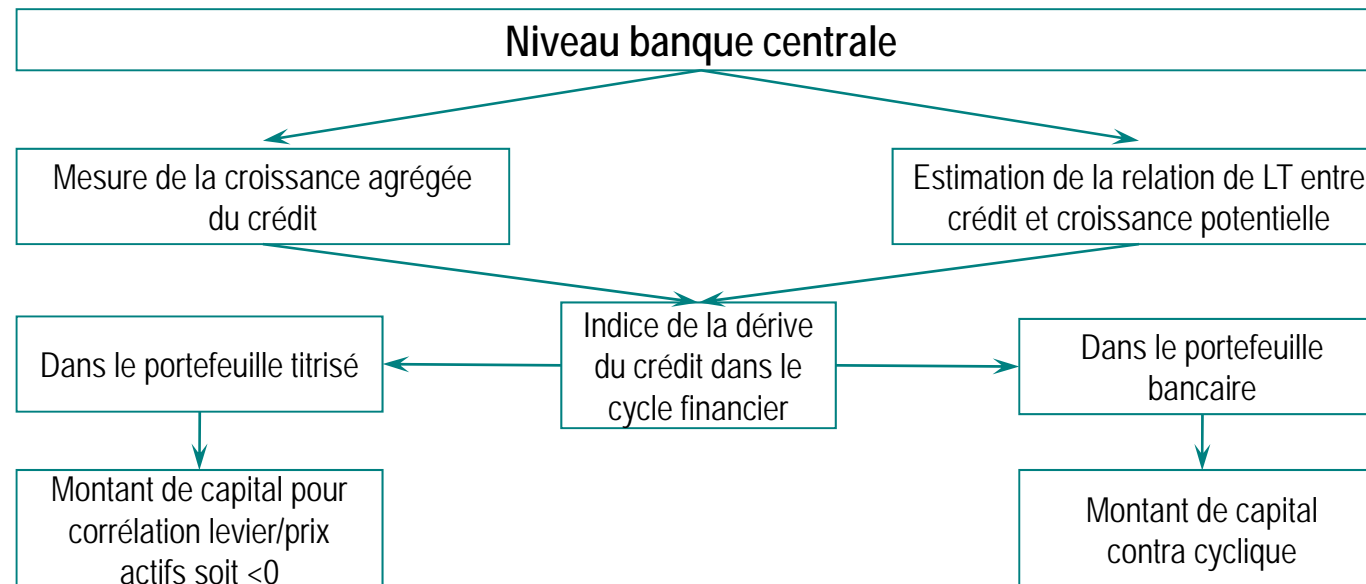 Niveau banque centrale
Mesure de la croissance agrégée
du crédit
Estimation de la relation de LT entre
crédit et croissance potentielle
Indice de la dérive
du crédit dans le
cycle financier
Dans le portefeuille titrisé
Dans le portefeuille
bancaire
Montant de capital pour
corrélation levier/prix
actifs soit <0
Montant de capital
contra cyclique